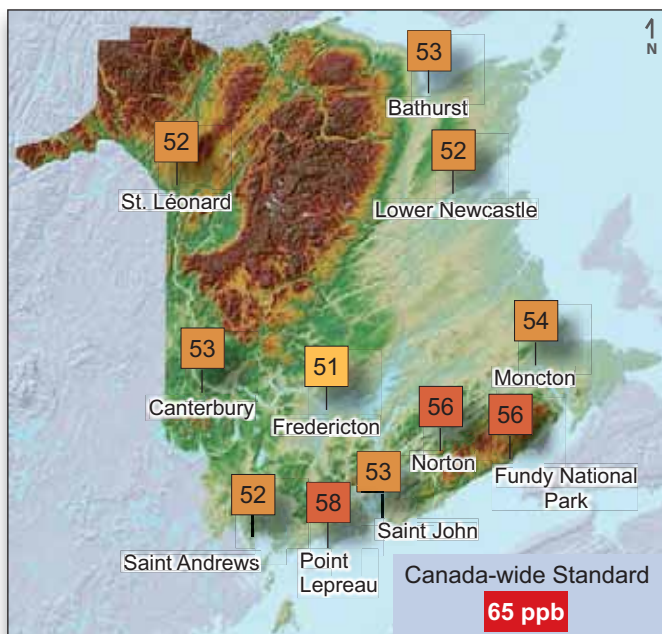 N
53
Bathurst
52
St. Léonard
52
Lower Newcastle
54
Moncton
53
Canterbury
51
Fredericton
56
Norton
56
Fundy National
Park
52
Saint Andrews
58
Point
Lepreau
53
Saint John
Canada-wide Standard
65 ppb